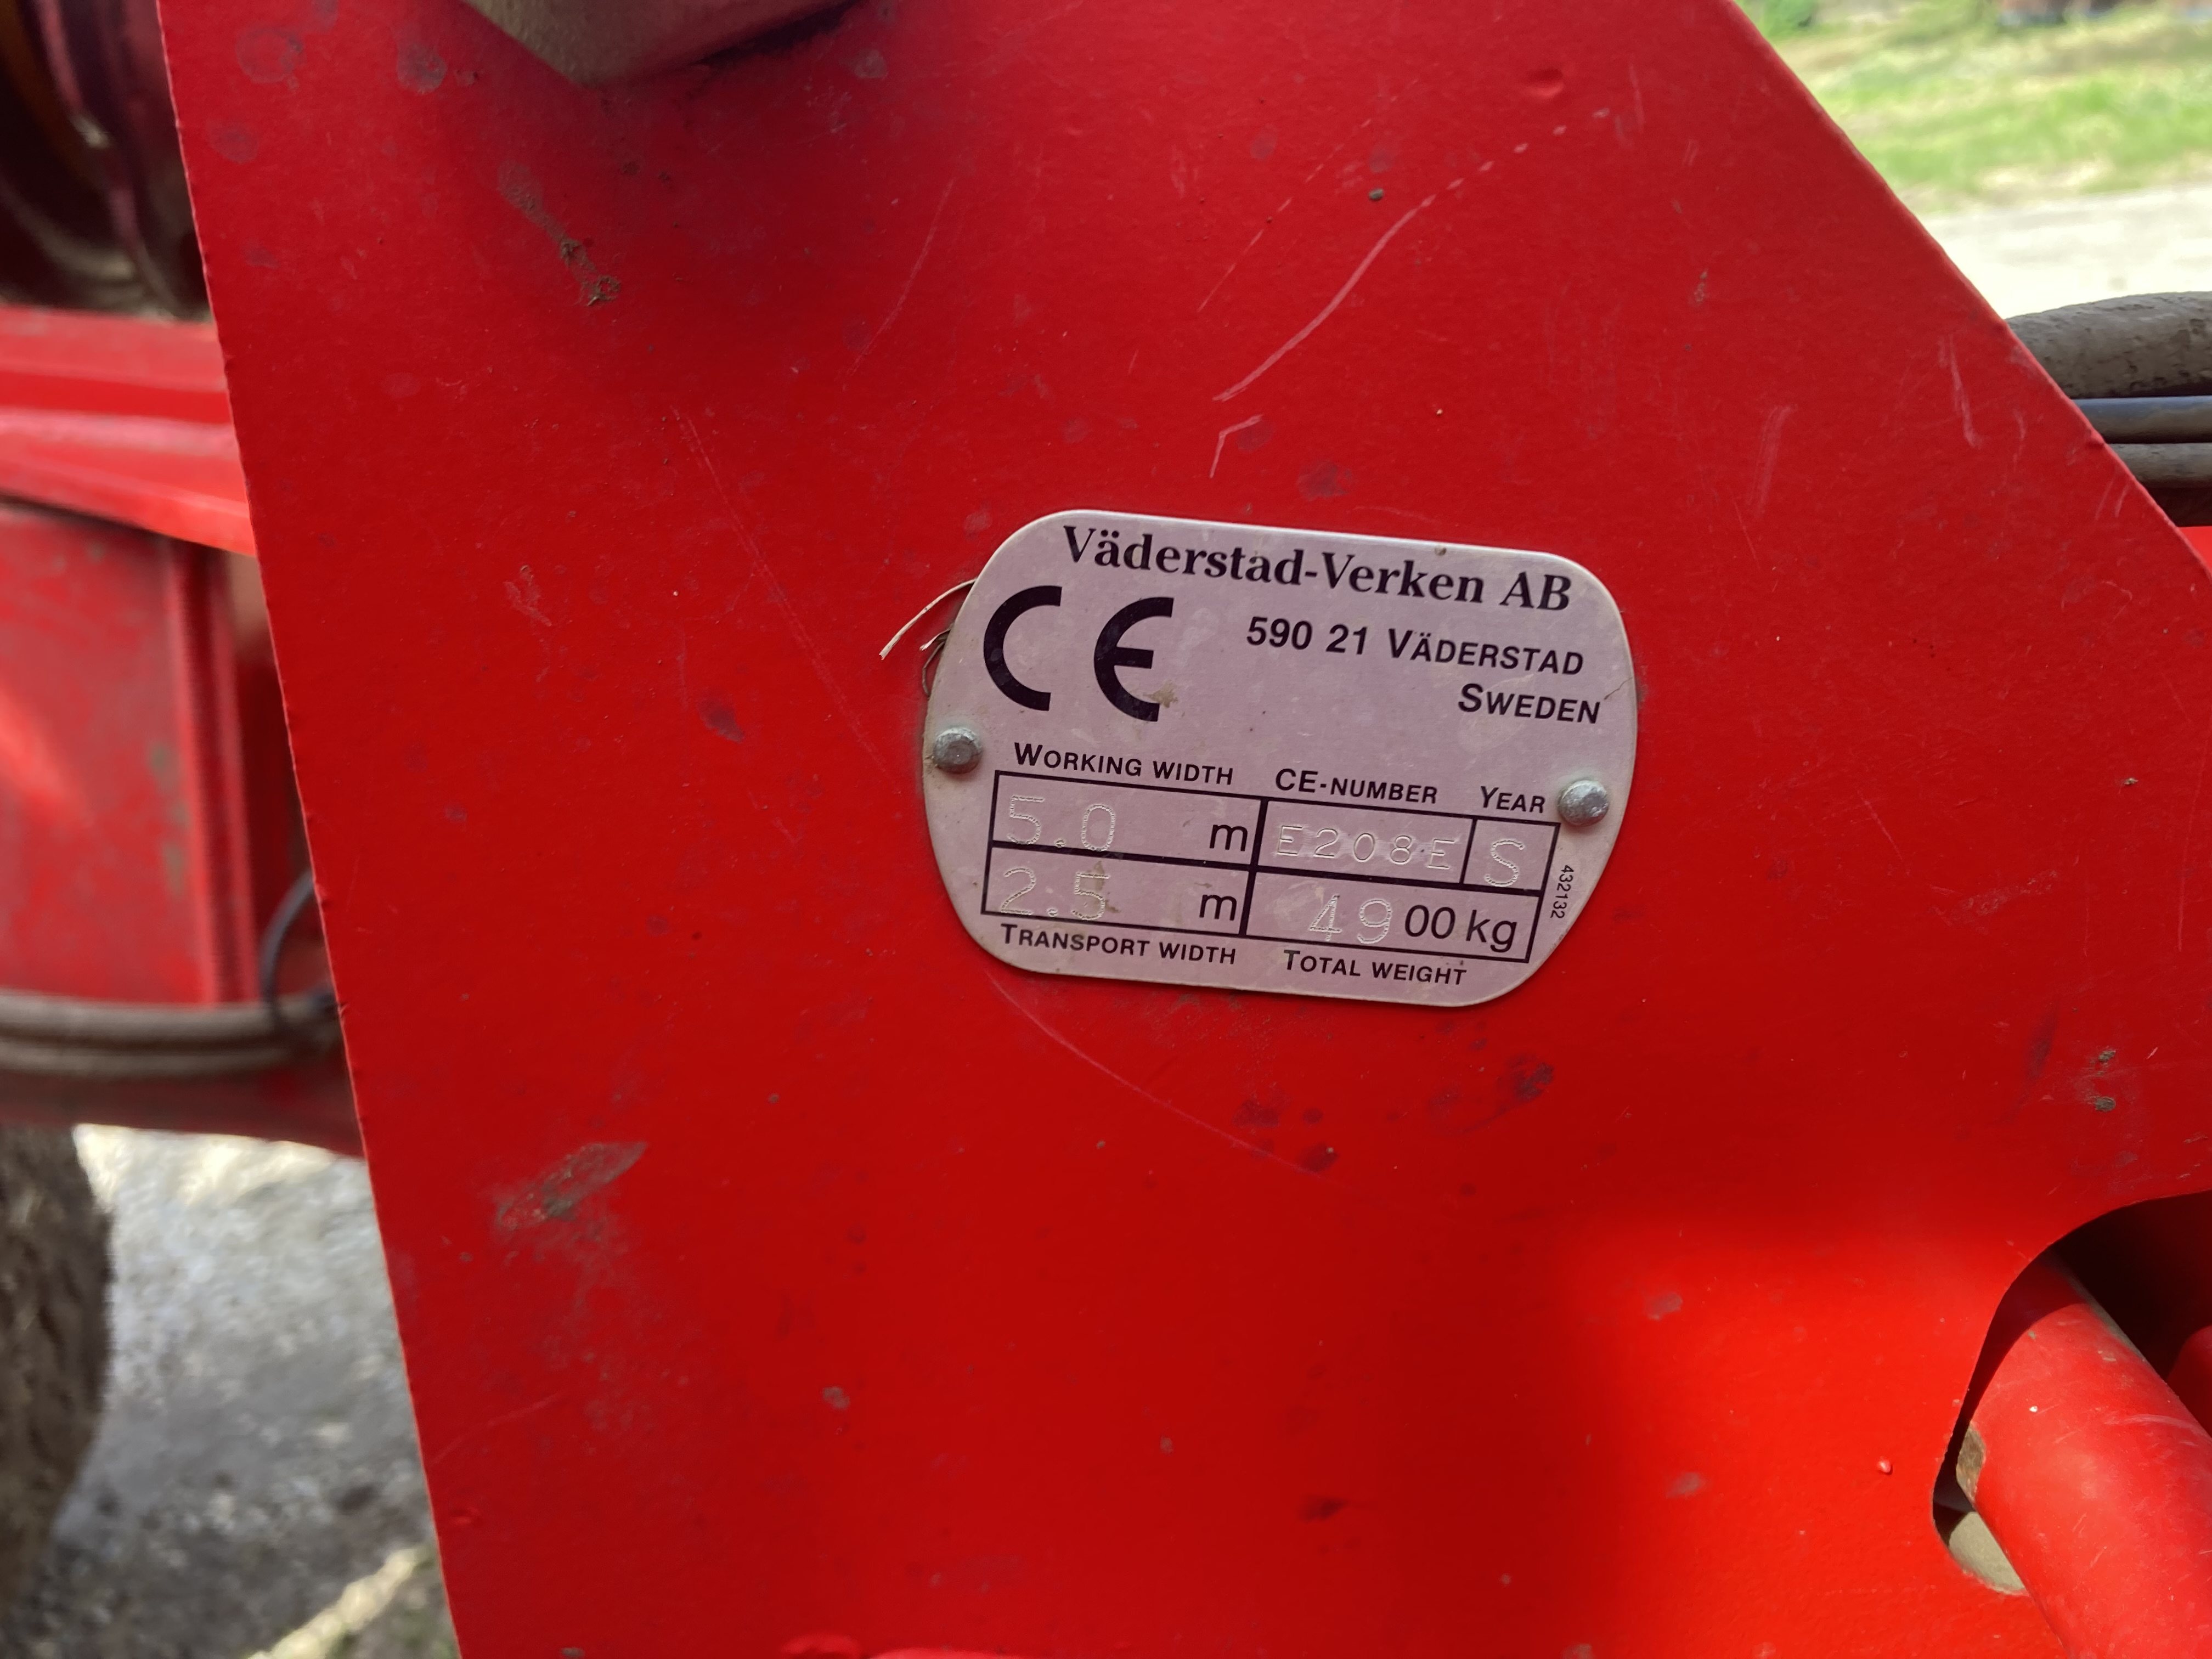 Väderstad-Verken AB
CE
590 21 VÄDERSTAD
SWEDEN
WORKING WIDTH CE-NUMBER YEAR
5.0 m E208E S
2.5 m 4900 kg
TRANSPORT WIDTH TOTAL WEIGHT
432132